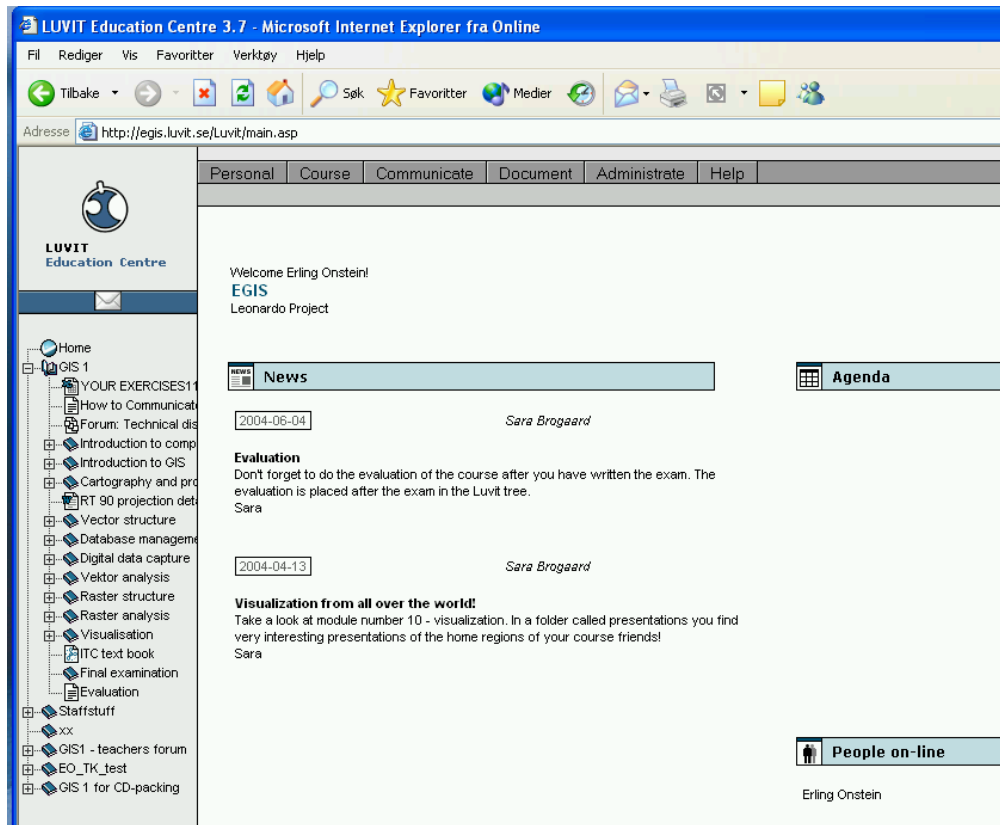 LUVIT Education Centre 3.7 - Microsoft Internet Explorer fra Online
Fil Rediger Vis Favoritter Verktøy Hjelp
Tilbake Søk Favoritter Medier
Adresse http://egis.luvit.se/Luvit/main.asp
Personal Course Communicate Document Administrate Help
LUVIT
Education Centre
Welcome Erling Onstein!
EGIS
Leonardo Project
Home
GIS 1
YOUR EXERCISES11
How to Communicat
Forum: Technical dis
Introduction to comp
Introduction to GIS
Cartography and pro
RT 90 projection deta
Vector structure
Database manageme
Digital data capture
Vektor analysis
Raster structure
Raster analysis
Visualisation
ITC text book
Final examination
Evaluation
Staffstuff
xx
GIS1 - teachers forum
EO_TK_test
GIS 1 for CD-packing
NEWS News
2004-06-04 Sara Brogaard
Evaluation
Don't forget to do the evaluation of the course after you have written the exam. The
evaluation is placed after the exam in the Luvit tree.
Sara
2004-04-13 Sara Brogaard
Visualization from all over the world!
Take a look at module number 10 - visualization. In a folder called presentations you find
very interesting presentations of the home regions of your course friends!
Sara
Agenda
People on-line
Erling Onstein